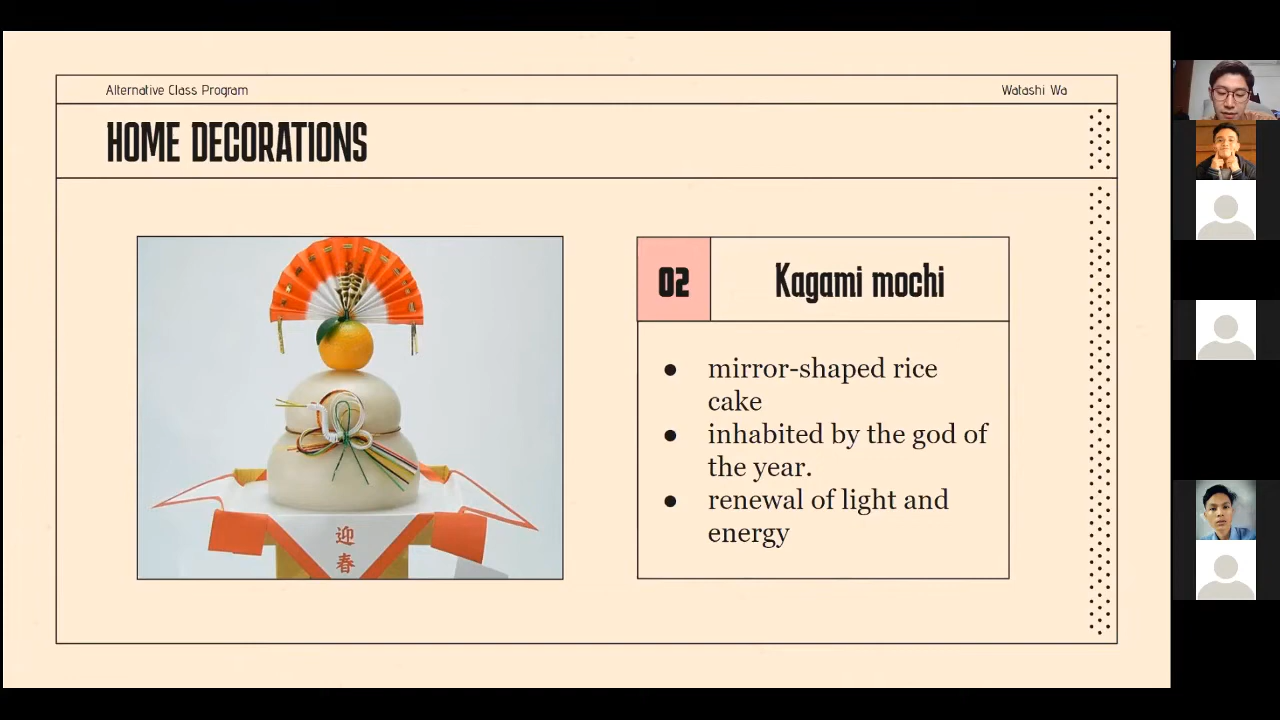 Alternative Class Program
Watashi Wa
HOME DECORATIONS
02
Kagami mochi
● mirror-shaped rice
cake
● inhabited by the god of
the year.
● renewal of light and
energy
迎
春